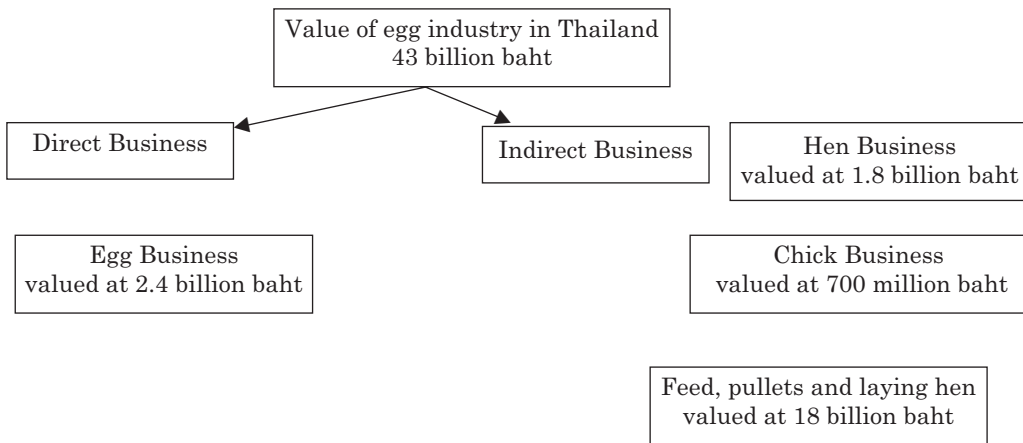 Value of egg industry in Thailand
43 billion baht
Direct Business
Indirect Business
Hen Business
valued at 1.8 billion baht
Egg Business
valued at 2.4 billion baht
Chick Business
valued at 700 million baht
Feed, pullets and laying hen
valued at 18 billion baht